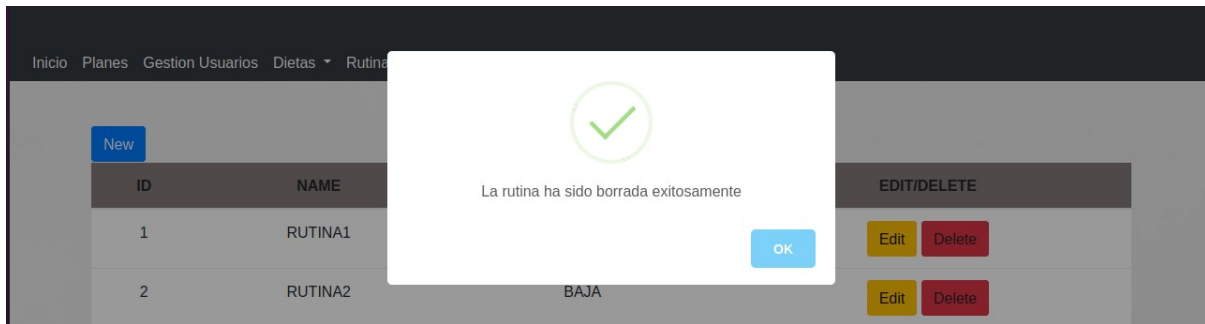 Inicio Planes Gestion Usuarios Dietas Rutina
New
ID NAME EDIT/DELETE
La rutina ha sido borrada exitosamente
1 RUTINA1 Edit Delete
OK
2 RUTINA2 BAJA Edit Delete